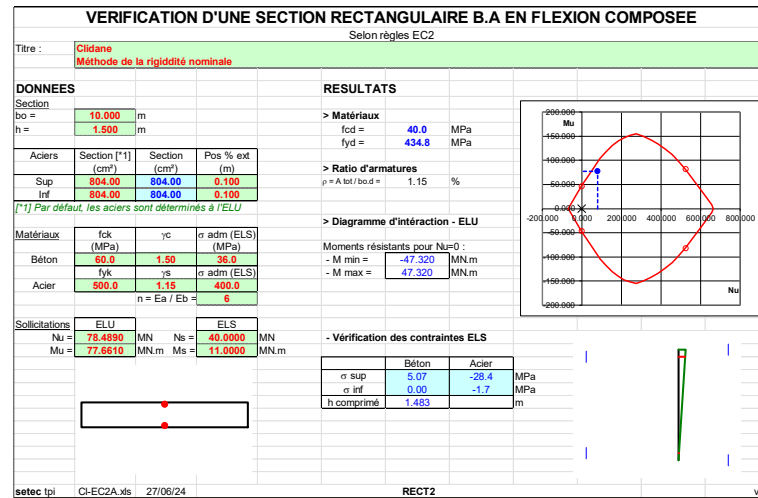 VERIFICATION D'UNE SECTION RECTANGULAIRE B.A EN FLEXION COMPOSEE
Selon règles EC2
Titre : Clidane
Méthode de la rigiddité nominale
DONNEES
Section
bo = 10.000 m
h = 1.500 m
Aciers Section [*1] Section Pos % ext
(cm²) (cm²) (m)
Sup 804.00 804.00 0.100
Inf 804.00 804.00 0.100
[*1] Par défaut, les aciers sont déterminés à l'ELU
Matériaux fck γc σ adm (ELS)
(MPa) (MPa)
Béton 60.0 1.50 36.0
fyk γs σ adm (ELS)
Acier 500.0 1.15 400.0
n = Ea / Eb = 6
Sollicitations ELU ELS
Nu = 78.4890 MN Ns = 40.0000 MN
Mu = 77.6610 MN.m Ms = 11.0000 MN.m
RESULTATS
> Matériaux
fcd = 40.0 MPa
fyd = 434.8 MPa
> Ratio d'armatures
ρ = A tot / bo.d = 1.15 %
> Diagramme d'intéraction - ELU
Moments résistants pour Nu=0 :
- M min = -47.320 MN.m
- M max = 47.320 MN.m
- Vérification des contraintes ELS
Béton Acier
σ sup 5.07 -28.4 MPa
σ inf 0.00 -1.7 MPa
h comprimé 1.483 m
200.000
Mu
150.000
100.000
50.000
0.000
-200.000 0.000 200.000 400.000 600.000 800.000
-50.000
-100.000
Nu
-150.000
-200.000
setec tpi CI-EC2A.xls 27/06/24 RECT2 v